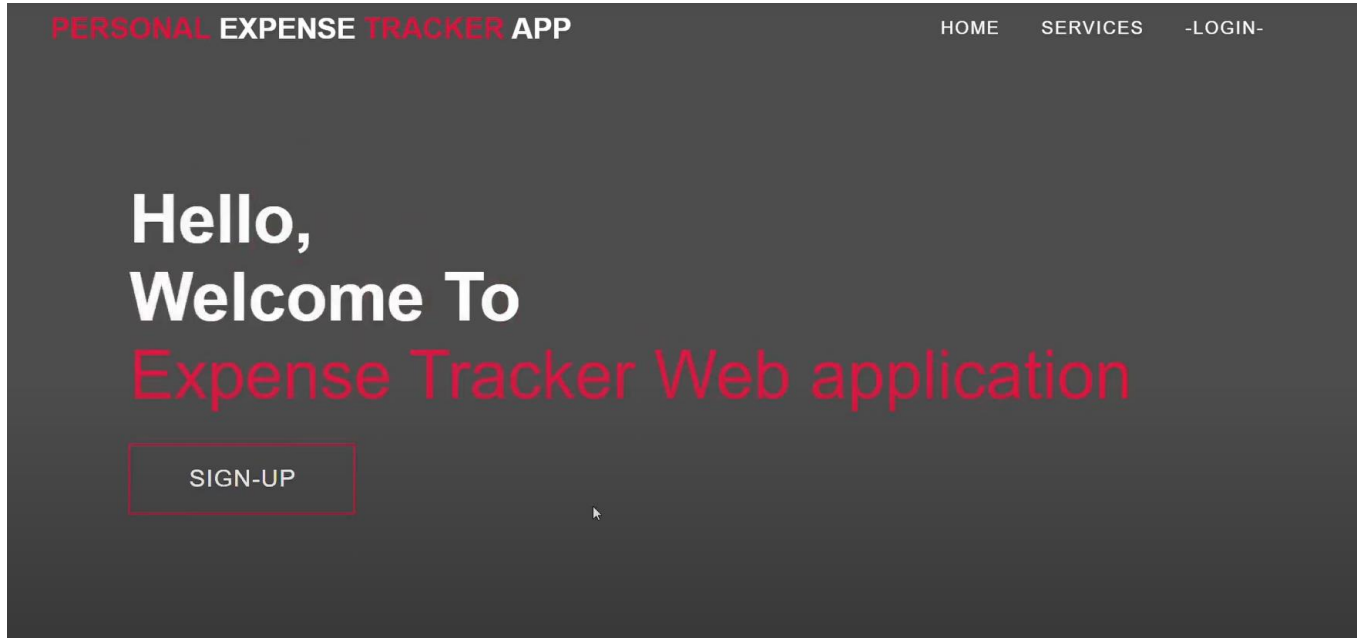 PERSONAL EXPENSE TRACKER APP
HOME SERVICES -LOGIN-
Hello,
Welcome To
Expense Tracker Web application
SIGN-UP